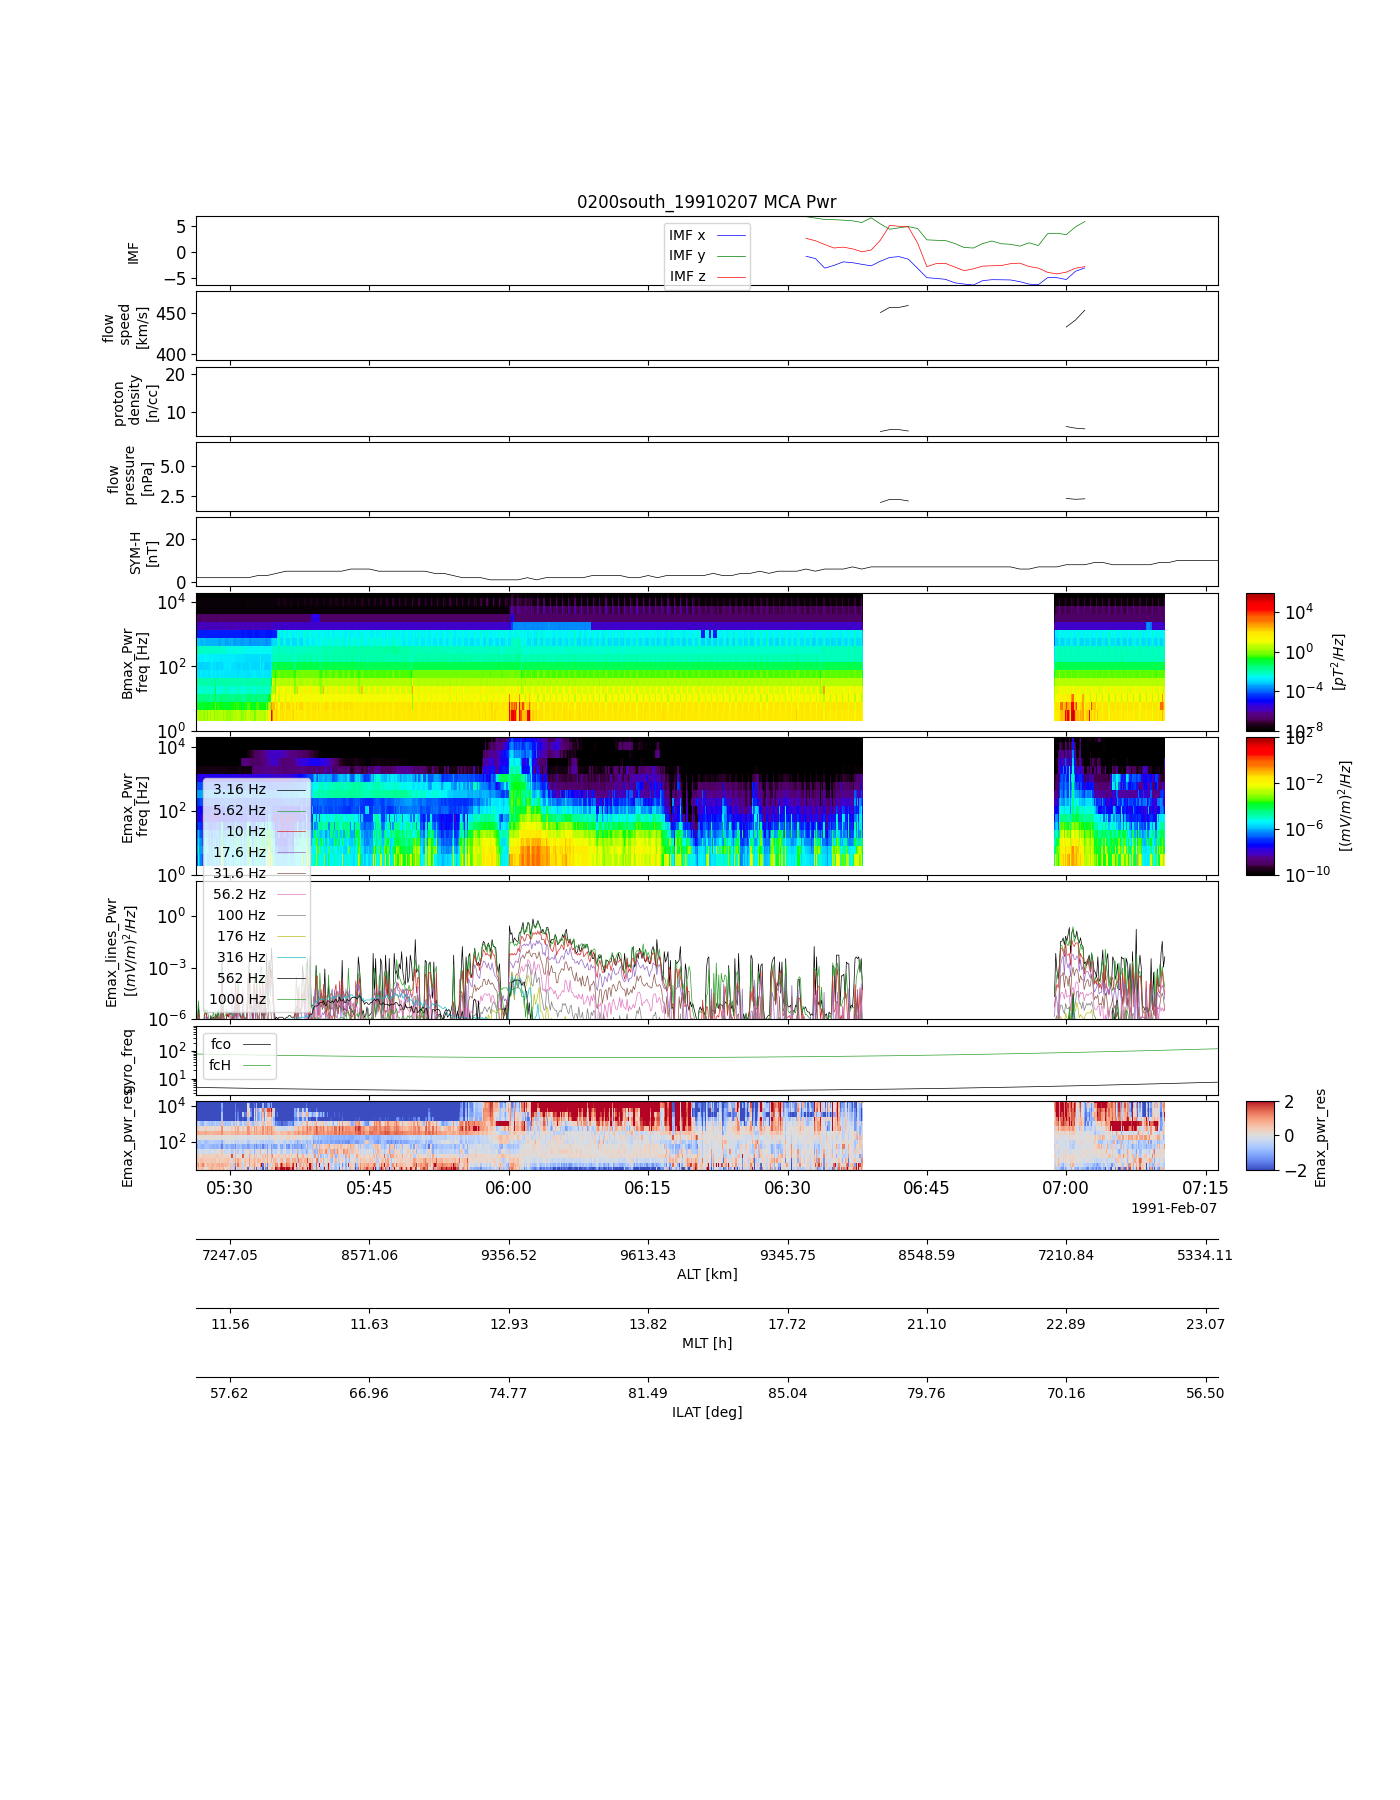 0200south_19910207 MCA Pwr
IMF
5
0
−5
IMF x
IMF y
IMF z
flow
speed
[km/s]
450
400
proton
density
[n/cc]
20
10
flow
pressure
[nPa]
5.0
2.5
SYM-H
[nT]
20
0
Bmax_Pwr
freq [Hz]
10^4
10^2
10^0
10^4
10^0
10^−4
10^−8
[pT^2/Hz]
Emax_Pwr
freq [Hz]
10^4
10^2
10^0
10^2
10^−2
10^−6
10^−10
[(mV/m)^2/Hz]
3.16 Hz
5.62 Hz
10 Hz
17.6 Hz
31.6 Hz
56.2 Hz
100 Hz
176 Hz
316 Hz
562 Hz
1000 Hz
Emax_lines_Pwr
[(mV/m)^2/Hz]
10^0
10^−3
10^−6
gyro_freq
10^2
10^1
fco
fcH
Emax_pwr_res
10^4
10^2
2
0
−2
Emax_pwr_res
05:30 05:45 06:00 06:15 06:30 06:45 07:00 07:15
1991-Feb-07
7247.05 8571.06 9356.52 9613.43 9345.75 8548.59 7210.84 5334.11
ALT [km]
11.56 11.63 12.93 13.82 17.72 21.10 22.89 23.07
MLT [h]
57.62 66.96 74.77 81.49 85.04 79.76 70.16 56.50
ILAT [deg]